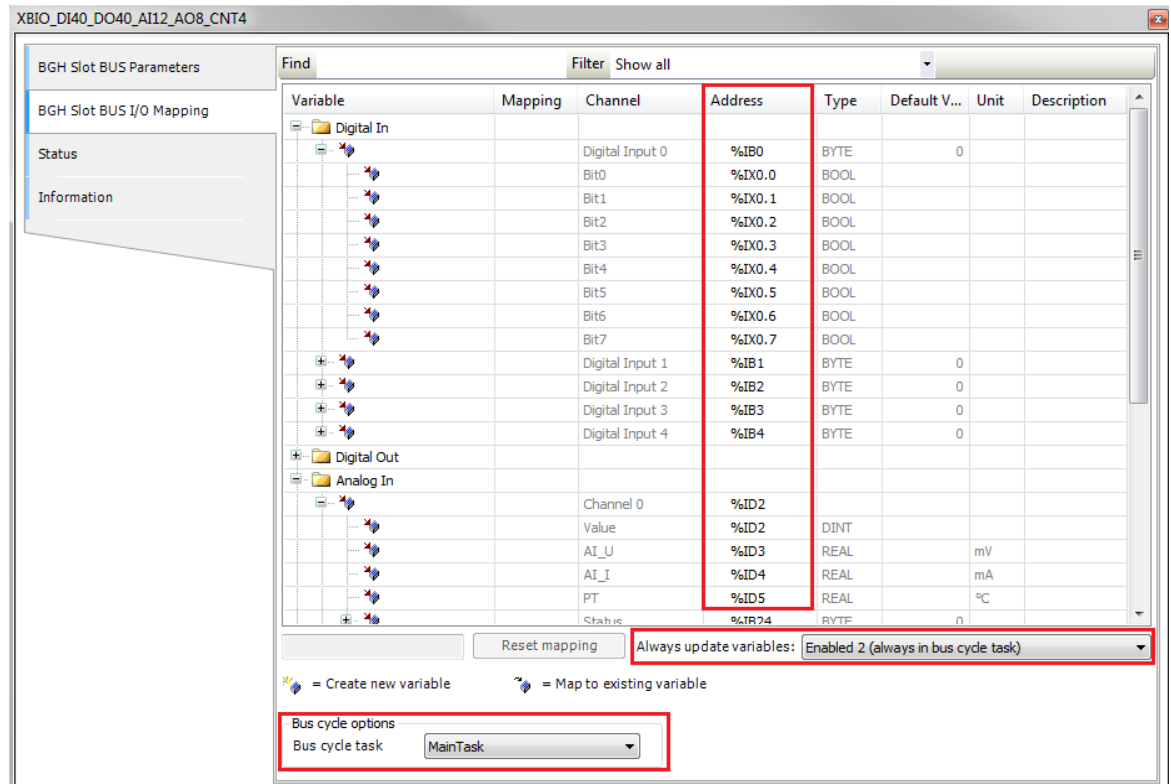 XBIO_DI40_DO40_AI12_AO8_CNT4
BGH Slot BUS Parameters
BGH Slot BUS I/O Mapping
Status
Information
Find Filter Show all
Variable Mapping Channel Address Type Default V... Unit Description
Digital In
Digital Input 0 %IB0 BYTE 0
Bit0 %IX0.0 BOOL
Bit1 %IX0.1 BOOL
Bit2 %IX0.2 BOOL
Bit3 %IX0.3 BOOL
Bit4 %IX0.4 BOOL
Bit5 %IX0.5 BOOL
Bit6 %IX0.6 BOOL
Bit7 %IX0.7 BOOL
Digital Input 1 %IB1 BYTE 0
Digital Input 2 %IB2 BYTE 0
Digital Input 3 %IB3 BYTE 0
Digital Input 4 %IB4 BYTE 0
Digital Out
Analog In
Channel 0 %ID2
Value %ID2 DINT
AI_U %ID3 REAL mV
AI_I %ID4 REAL mA
PT %ID5 REAL °C
Status %IB24 BYTE 0
Reset mapping Always update variables: Enabled 2 (always in bus cycle task)
= Create new variable = Map to existing variable
Bus cycle options
Bus cycle task MainTask